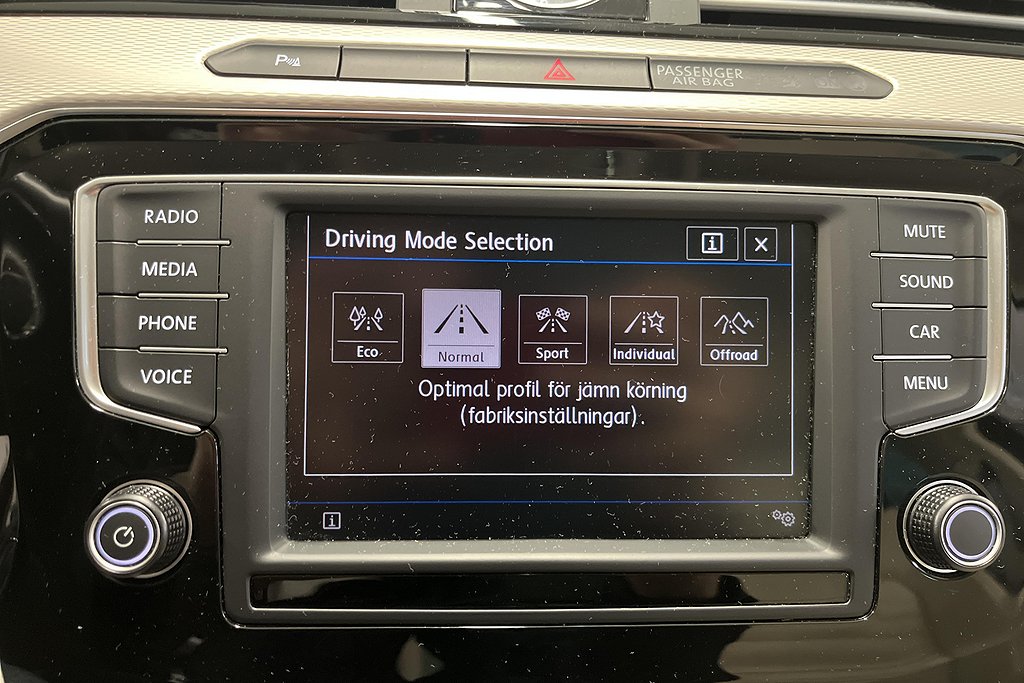 P
PASSENGER
AIR BAG
RADIO
MEDIA
PHONE
VOICE
Driving Mode Selection
i
X
Eco
Normal
Sport
Individual
Offroad
Optimal profil för jämn körning
(fabriksinställningar).
i
MUTE
SOUND
CAR
MENU